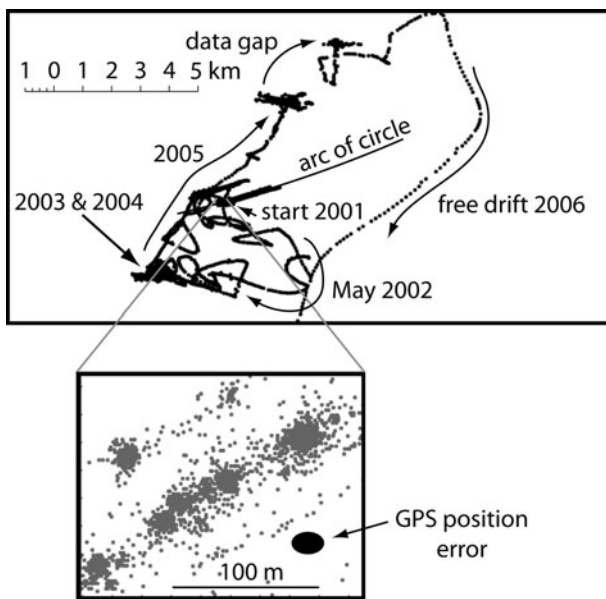 data gap
1 0 1 2 3 4 5 km
2005
arc of circle
2003 & 2004
start 2001
free drift 2006
May 2002
GPS position
error
100 m